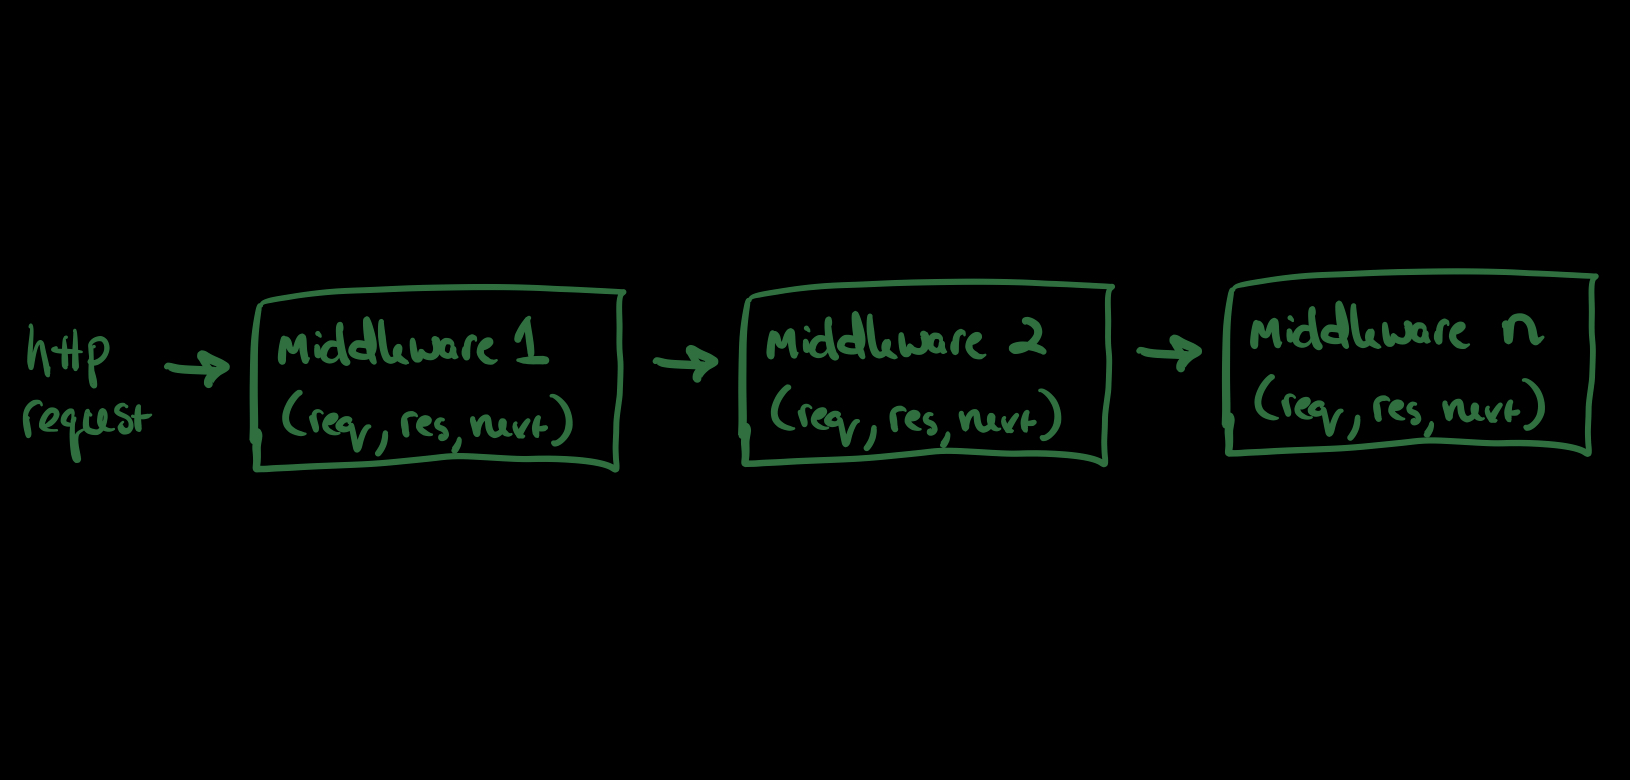 http
request
Middleware 1
(req, res, next)
Middleware 2
(req, res, next)
Middleware n
(req, res, next)